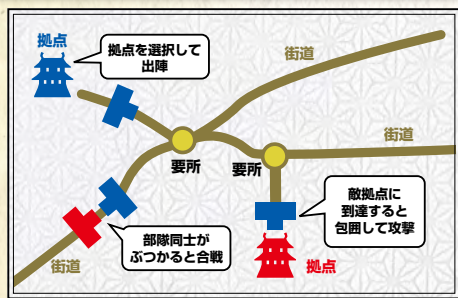 拠点
拠点を選択して
出陣
街道
街道
要所
要所
敵拠点に
到達すると
包囲して攻撃
部隊同士が
ぶつかると合戦
街道
拠点